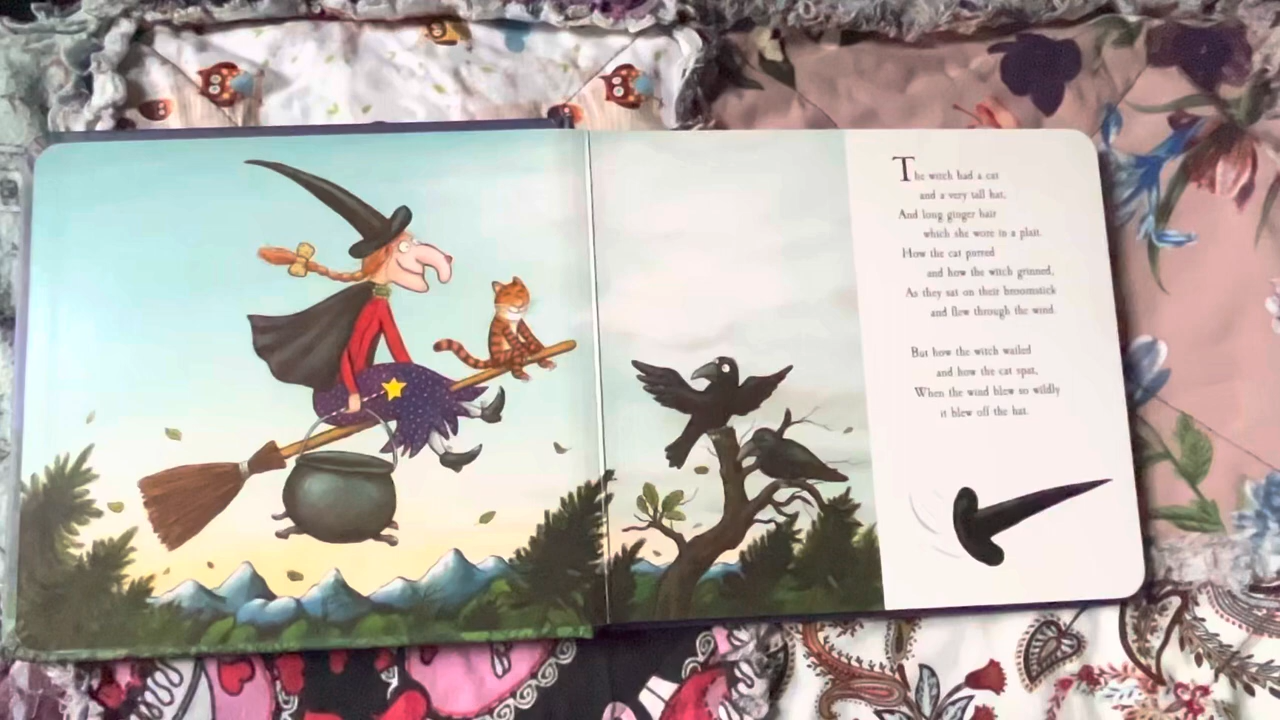 The witch had a cat
and a very tall hat,
And long ginger hair
which she wore in a plait.
How the cat purred
and how the witch grinned,
As they sat on their broomstick
and flew through the wind.
But how the witch wailed
and how the cat spat,
When the wind blew so wildly
it blew off the hat.